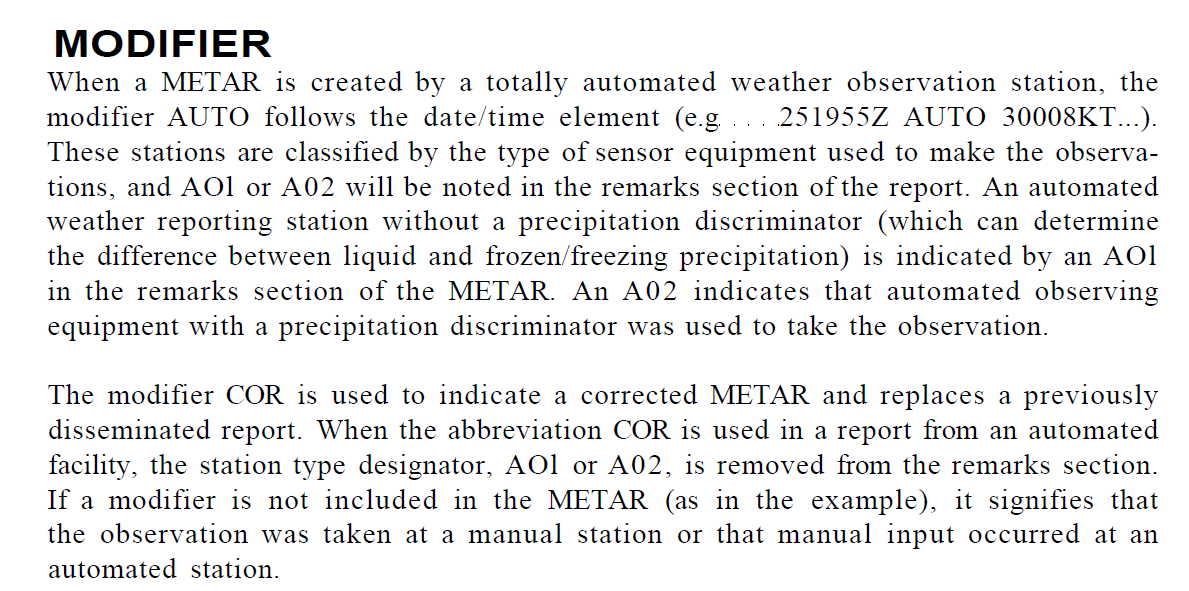 MODIFIER
When a METAR is created by a totally automated weather observation station, the
modifier AUTO follows the date/time element (e.g. . . . .251955Z AUTO 30008KT...).
These stations are classified by the type of sensor equipment used to make the observa-
tions, and AO1 or A02 will be noted in the remarks section of the report. An automated
weather reporting station without a precipitation discriminator (which can determine
the difference between liquid and frozen/freezing precipitation) is indicated by an AO1
in the remarks section of the METAR. An A02 indicates that automated observing
equipment with a precipitation discriminator was used to take the observation.
The modifier COR is used to indicate a corrected METAR and replaces a previously
disseminated report. When the abbreviation COR is used in a report from an automated
facility, the station type designator, AO1 or A02, is removed from the remarks section.
If a modifier is not included in the METAR (as in the example), it signifies that
the observation was taken at a manual station or that manual input occurred at an
automated station.